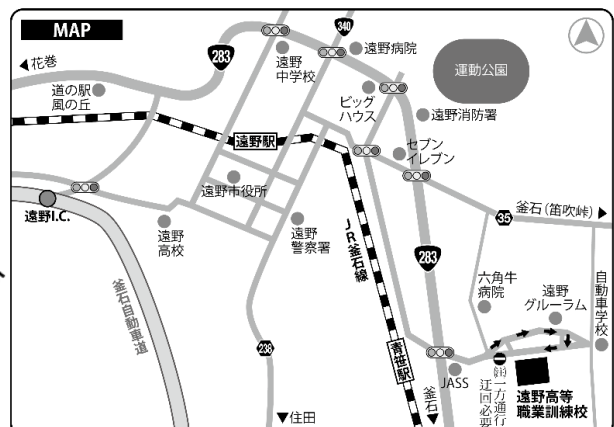 MAP
340
283
遠野病院
遠野
中学校
運動公園
◀花巻
道の駅
風の丘
ビッグ
ハウス
遠野消防署
遠野駅
セブン
イレブン
遠野市役所
遠野I.C.
遠野
高校
遠野
警察署
JR釜石線
35
釜石(笛吹峠)▶
283
六角牛
病院
遠野
グルーラム
自動車学校
釜石自動車道
238
青笹駅
JASS
(注)一方通行
迂回必要
遠野高等
職業訓練校
▼住田
釜石▼